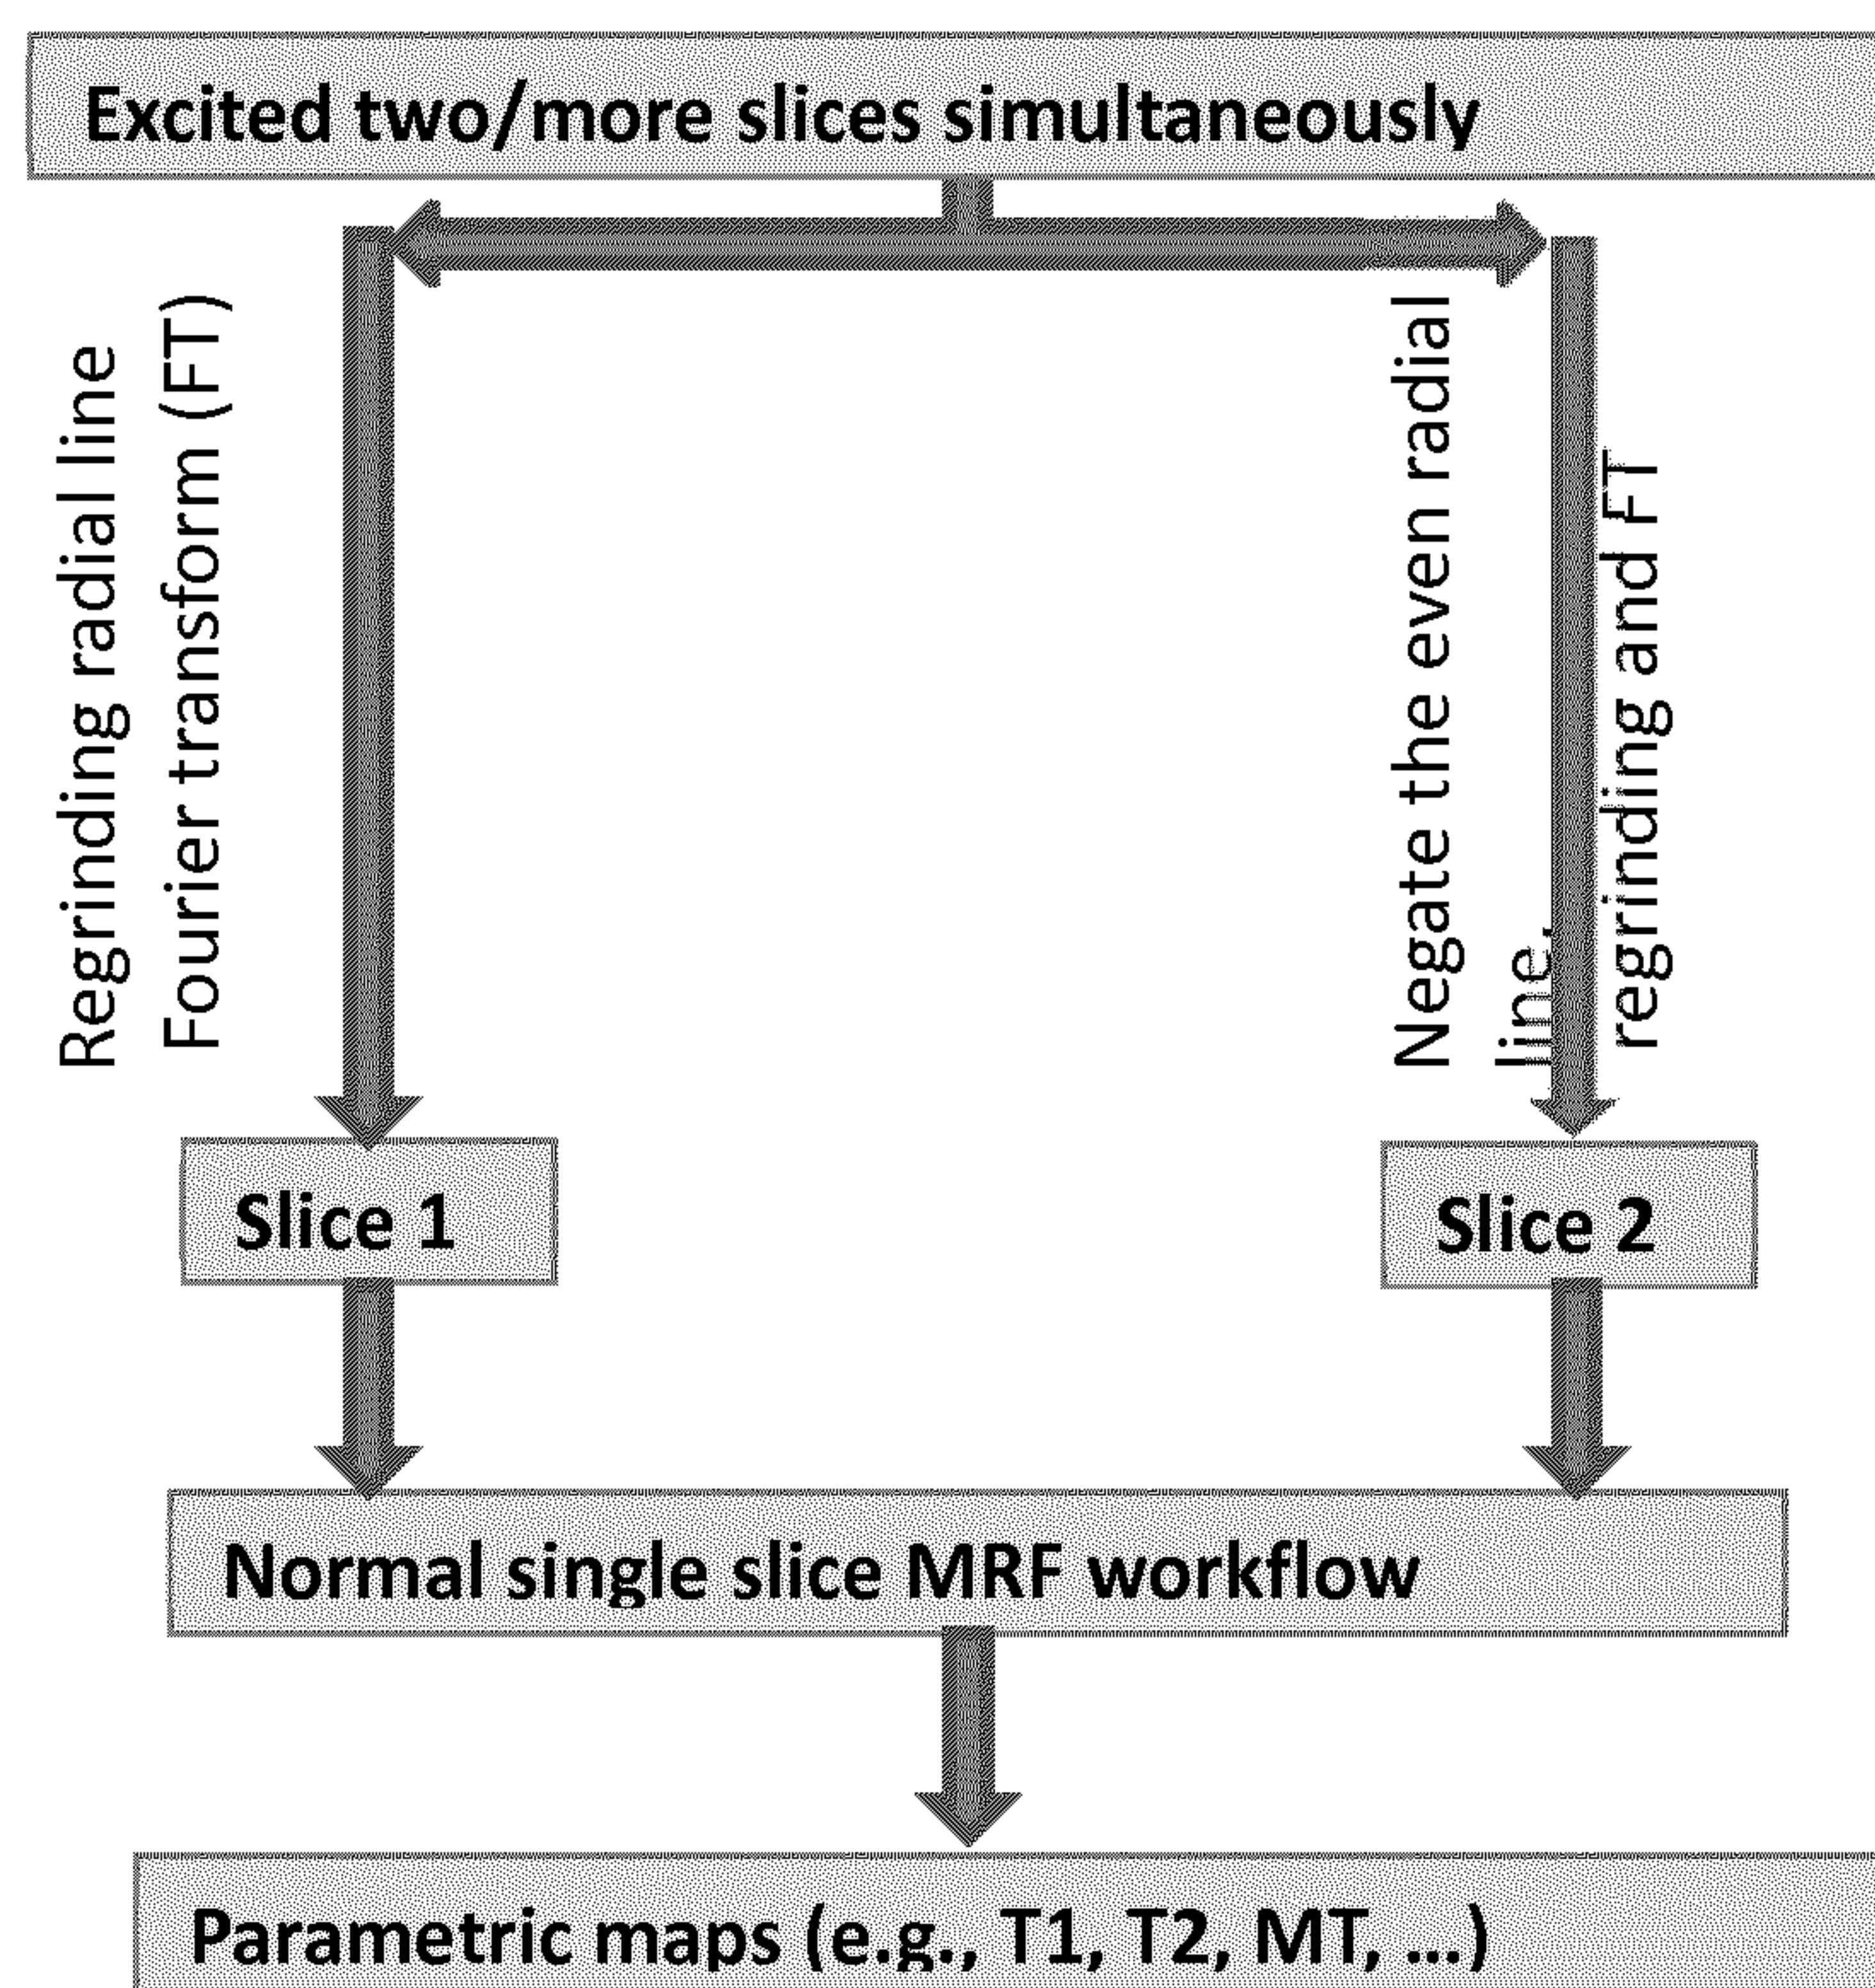 Excited two/more slices simultaneously
Regrinding radial line
Fourier transform (FT)
Negate the even radial
line,
regrinding and FT
Slice 1
Slice 2
Normal single slice MRF workflow
Parametric maps (e.g., T1, T2, MT, ...)